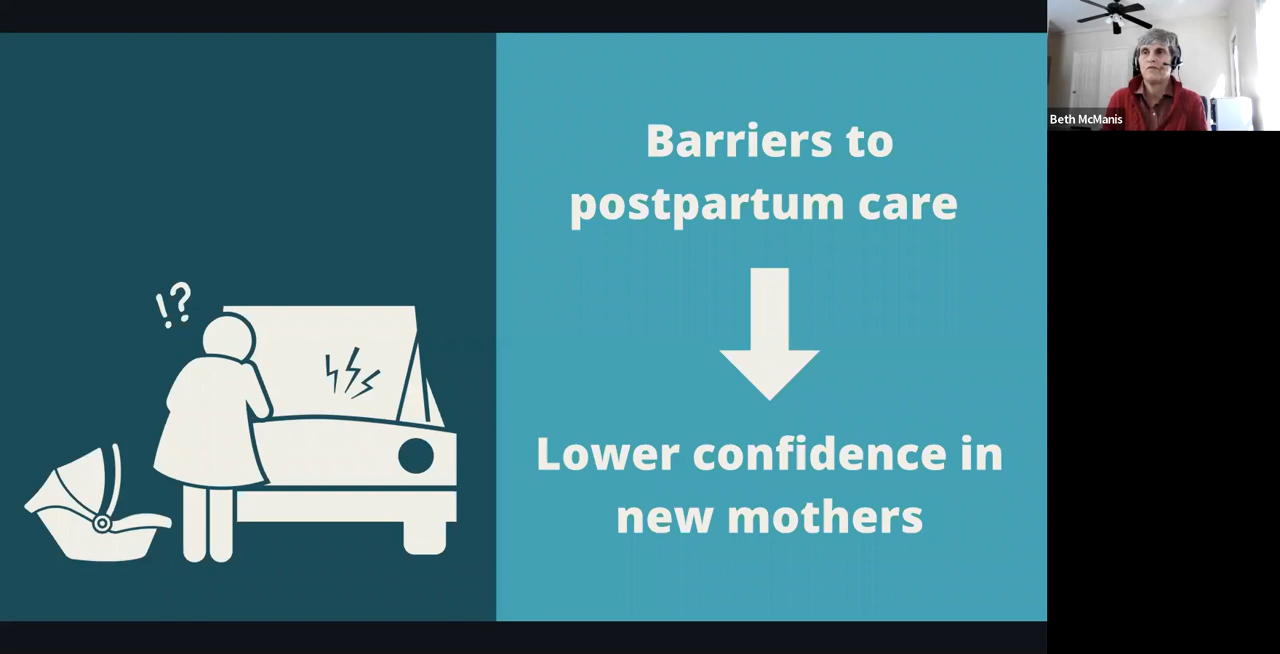 Barriers to
postpartum care
Lower confidence in
new mothers
!?
Beth McManis